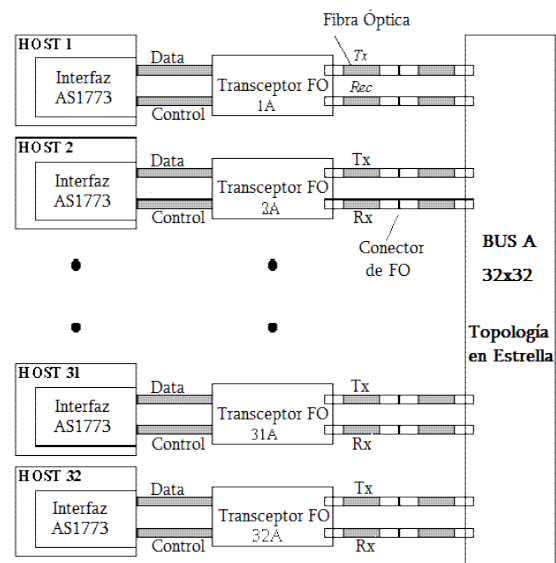 Fibra Óptica
HOST 1
Interfaz
AS1773
Data
Control
Transceptor FO
1A
Tx
Rec
HOST 2
Interfaz
AS1773
Data
Control
Transceptor FO
2A
Tx
Rx
Conector
de FO
BUS A
32x32
Topología
en Estrella
HOST 31
Interfaz
AS1773
Data
Control
Transceptor FO
31A
Tx
Rx
HOST 32
Interfaz
AS1773
Data
Control
Transceptor FO
32A
Tx
Rx